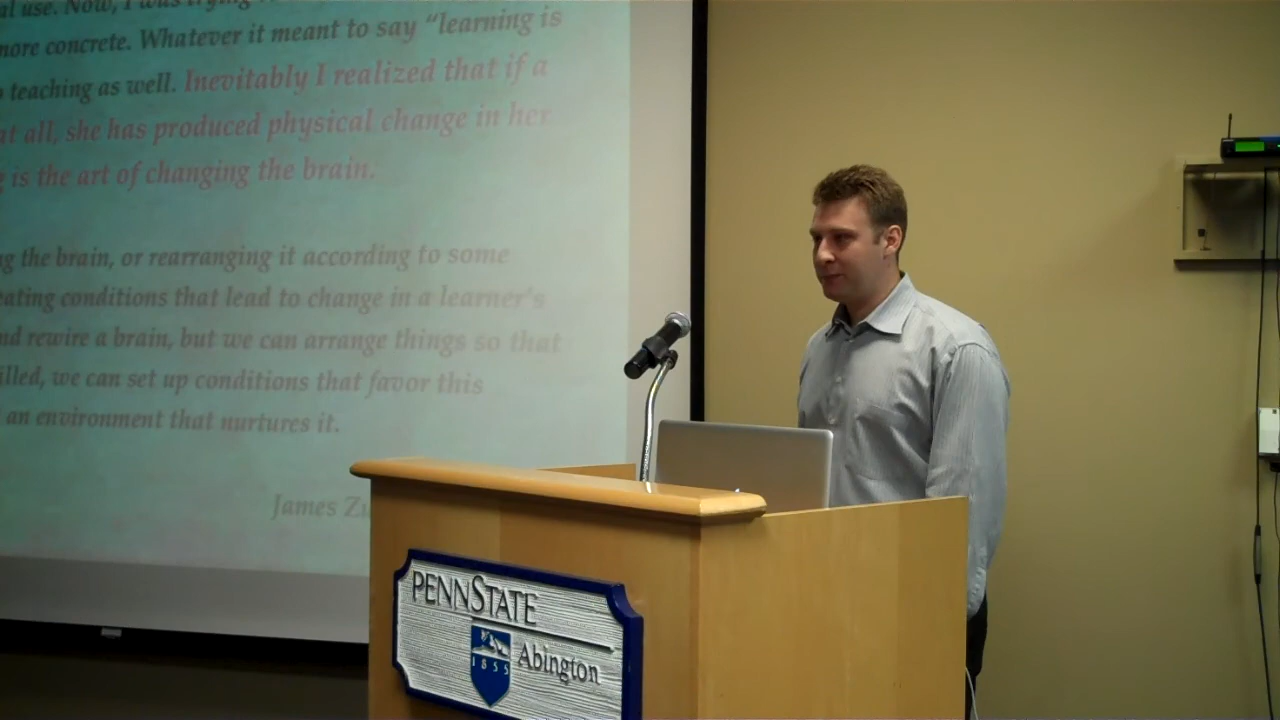 al use. Now, I was trying
more concrete. Whatever it meant to say “learning is
teaching as well. Inevitably I realized that if a
at all, she has produced physical change in her
is the art of changing the brain.
the brain, or rearranging it according to some
eating conditions that lead to change in a learner's
nd rewire a brain, but we can arrange things so that
illed, we can set up conditions that favor this
an environment that nurtures it.
James
PENNSTATE
1855
Abington